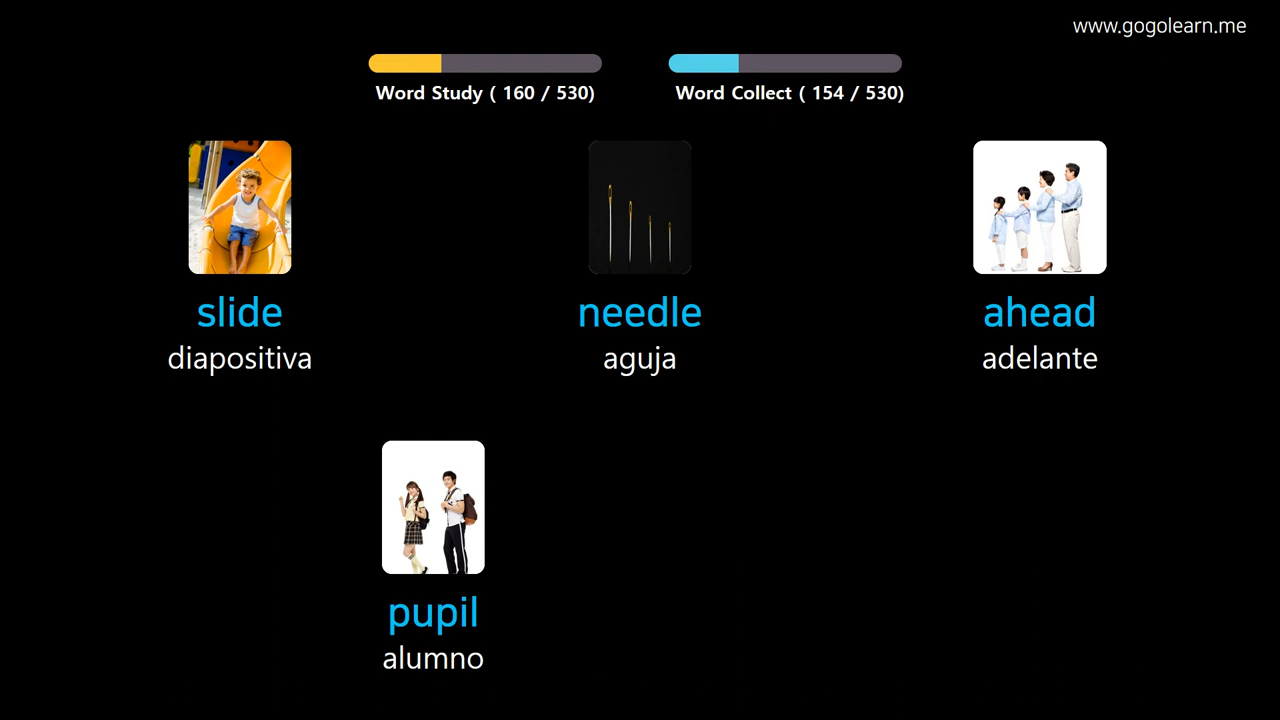 www.gogolearn.me
Word Study ( 160 / 530)
Word Collect ( 154 / 530)
slide
diapositiva
needle
aguja
ahead
adelante
pupil
alumno